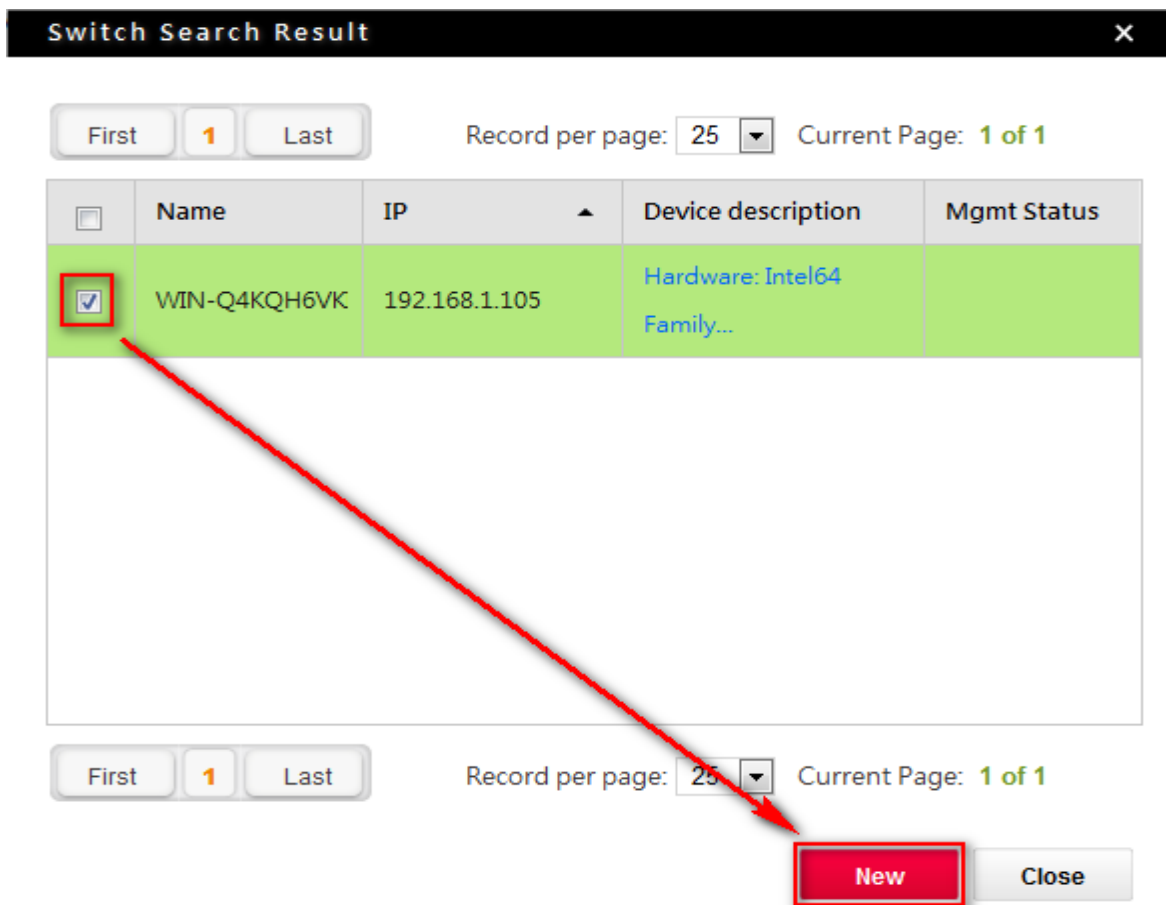 Switch Search Result ×
First 1 Last Record per page: 25 Current Page: 1 of 1
Name IP Device description Mgmt Status
WIN-Q4KQH6VK 192.168.1.105 Hardware: Intel64
Family...
First 1 Last Record per page: 25 Current Page: 1 of 1
New Close